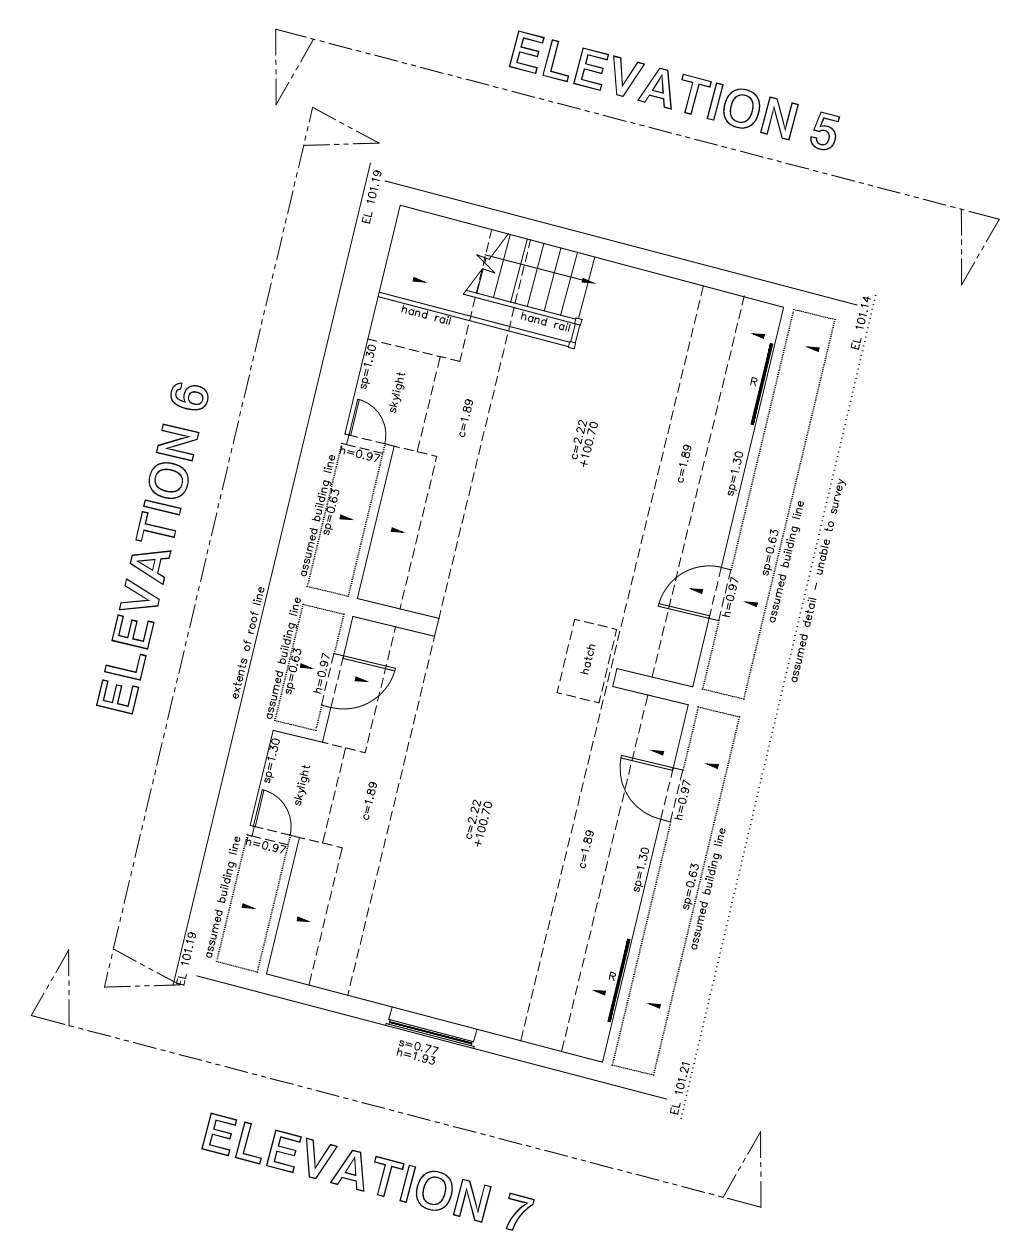 ELEVATION 5
EL 101.19
EL 101.14
hand rail
hand rail
sp=1.30
skylight
c=1.89
R
c=2.22
+100.70
c=1.89
sp=1.30
h=0.97
assumed building line
sp=0.63
ELEVATION 6
assumed detail - unable to survey
sp=0.63
assumed building line
h=0.97
extents of roof line
assumed building line
sp=0.63
h=0.97
hatch
sp=1.30
skylight
c=1.89
h=0.97
c=2.22
+100.70
h=0.97
c=1.89
sp=1.30
assumed building line
sp=0.63
assumed building line
EL 101.19
R
s=0.77
h=1.93
EL 101.21
ELEVATION 7